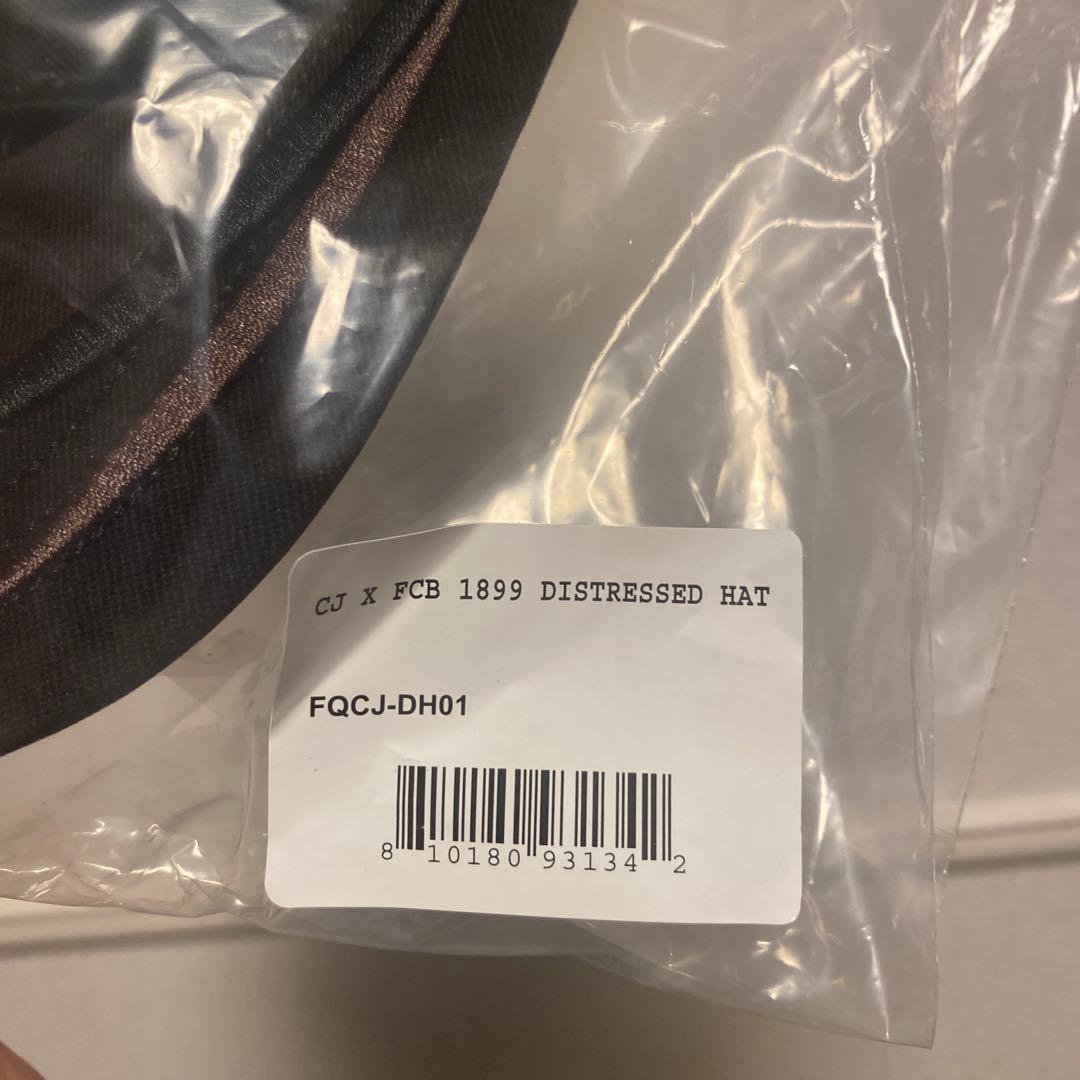 CJ X FCB 1899 DISTRESSED HAT
FQCJ-DH01
8 10180 93134 2